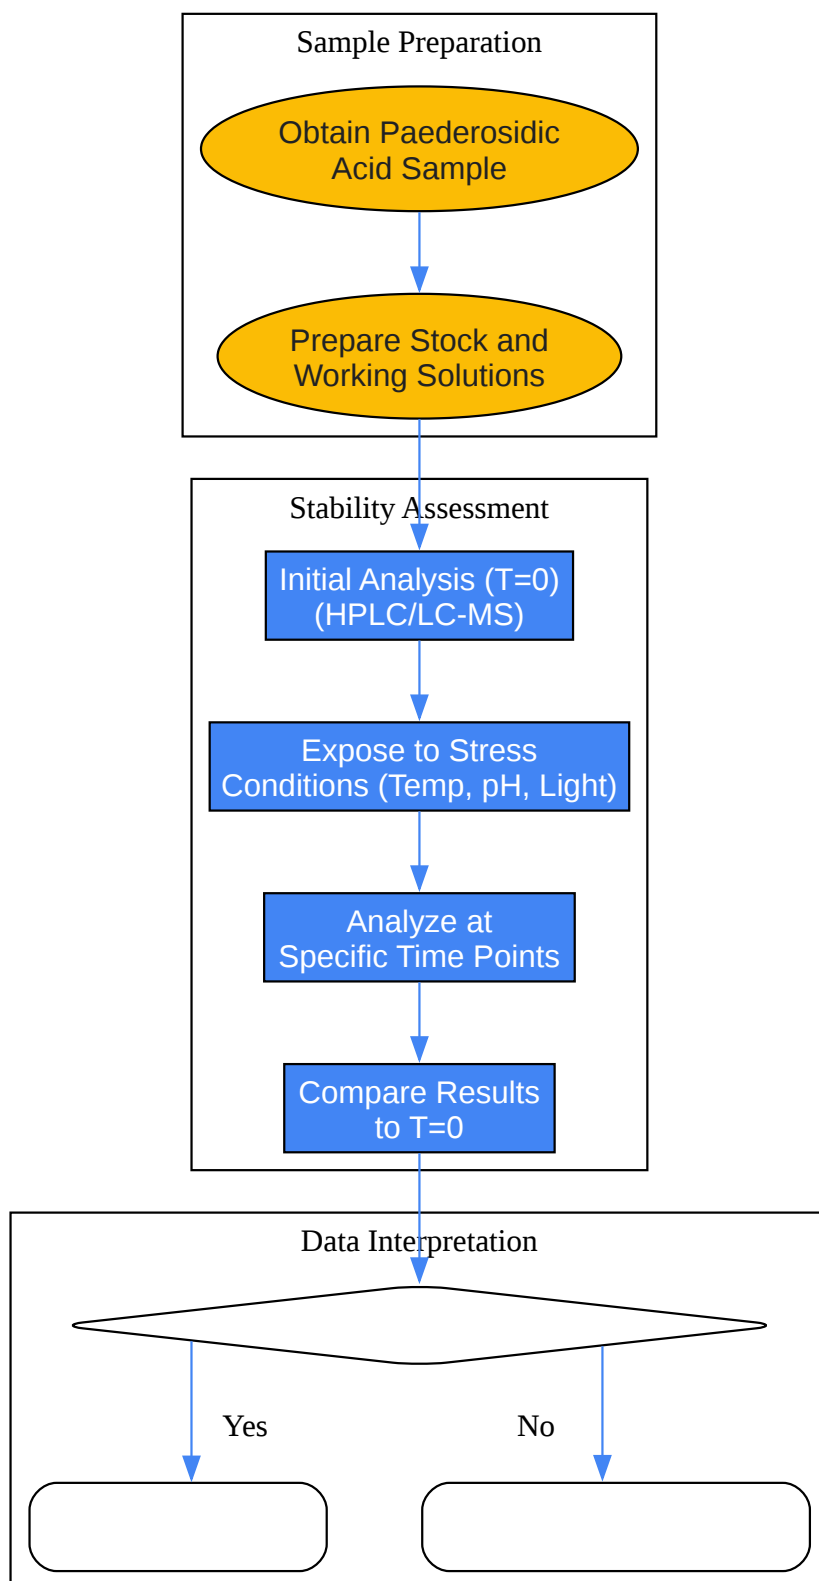 Sample Preparation
Obtain Paederosidic
Acid Sample
Prepare Stock and
Working Solutions
Stability Assessment
Initial Analysis (T=0)
(HPLC/LC-MS)
Expose to Stress
Conditions (Temp, pH, Light)
Analyze at
Specific Time Points
Compare Results
to T=0
Data Interpretation
Yes
No